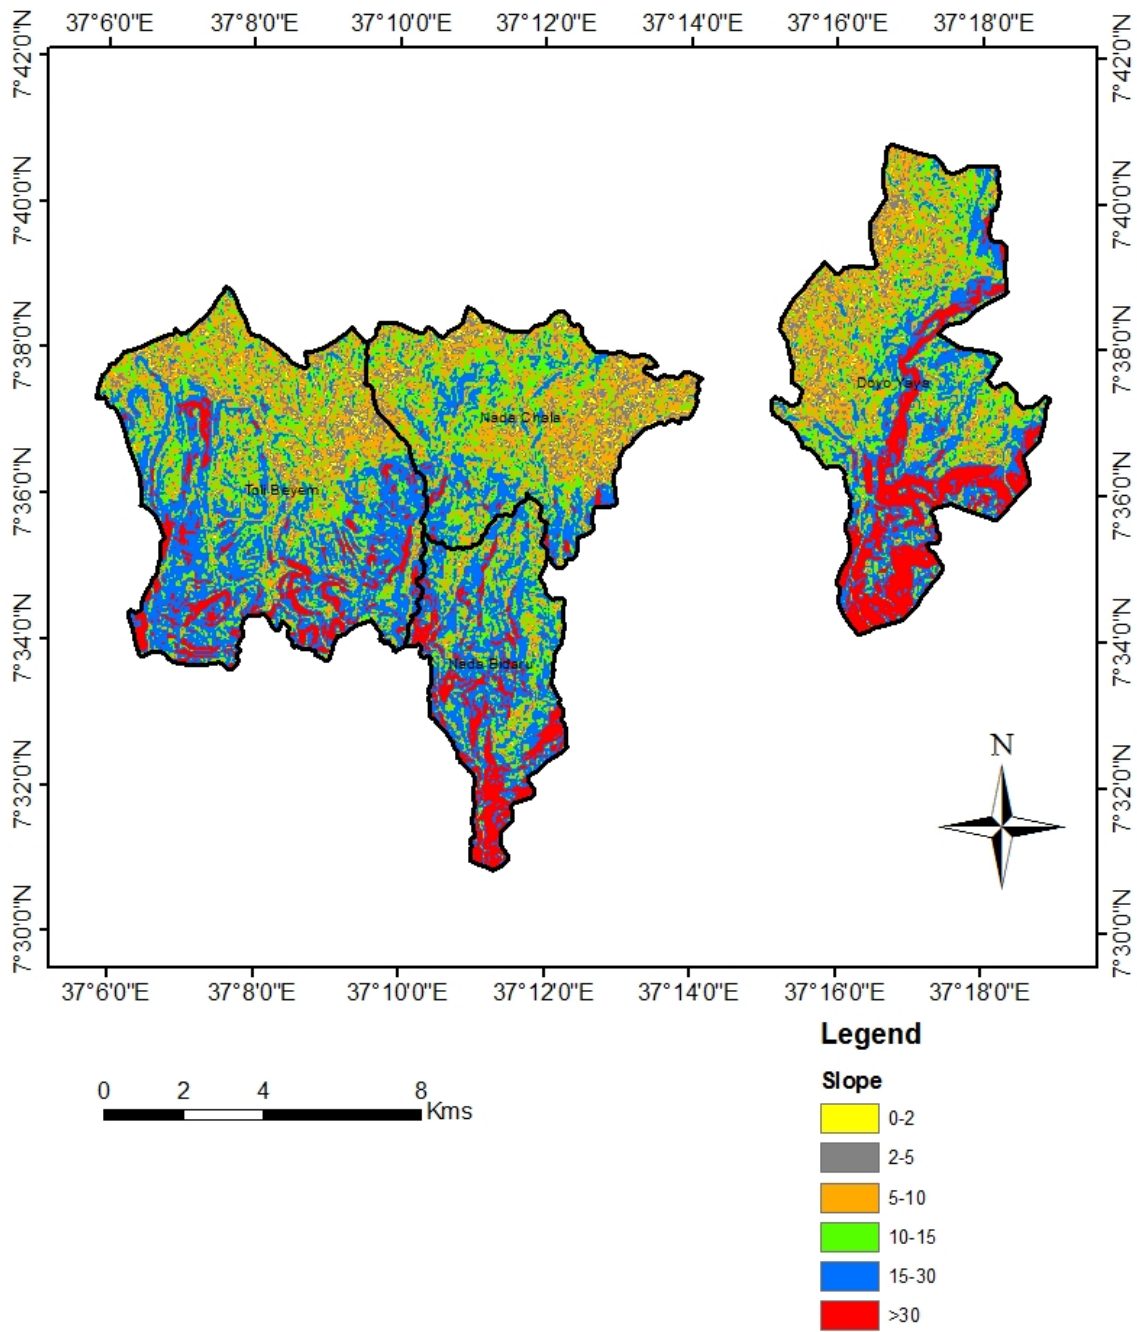 37°6'0"E 37°8'0"E 37°10'0"E 37°12'0"E 37°14'0"E 37°16'0"E 37°18'0"E
7°42'0"N 7°42'0"N
7°40'0"N 7°40'0"N
7°38'0"N 7°38'0"N
Doyo Yaya
Nada Chala
Toli Beyem
7°36'0"N 7°36'0"N
7°34'0"N 7°34'0"N
Nada Bidaru
N
7°32'0"N 7°32'0"N
7°30'0"N 7°30'0"N
37°6'0"E 37°8'0"E 37°10'0"E 37°12'0"E 37°14'0"E 37°16'0"E 37°18'0"E
Legend
Slope
0 2 4 8
Kms
0-2
2-5
5-10
10-15
15-30
>30